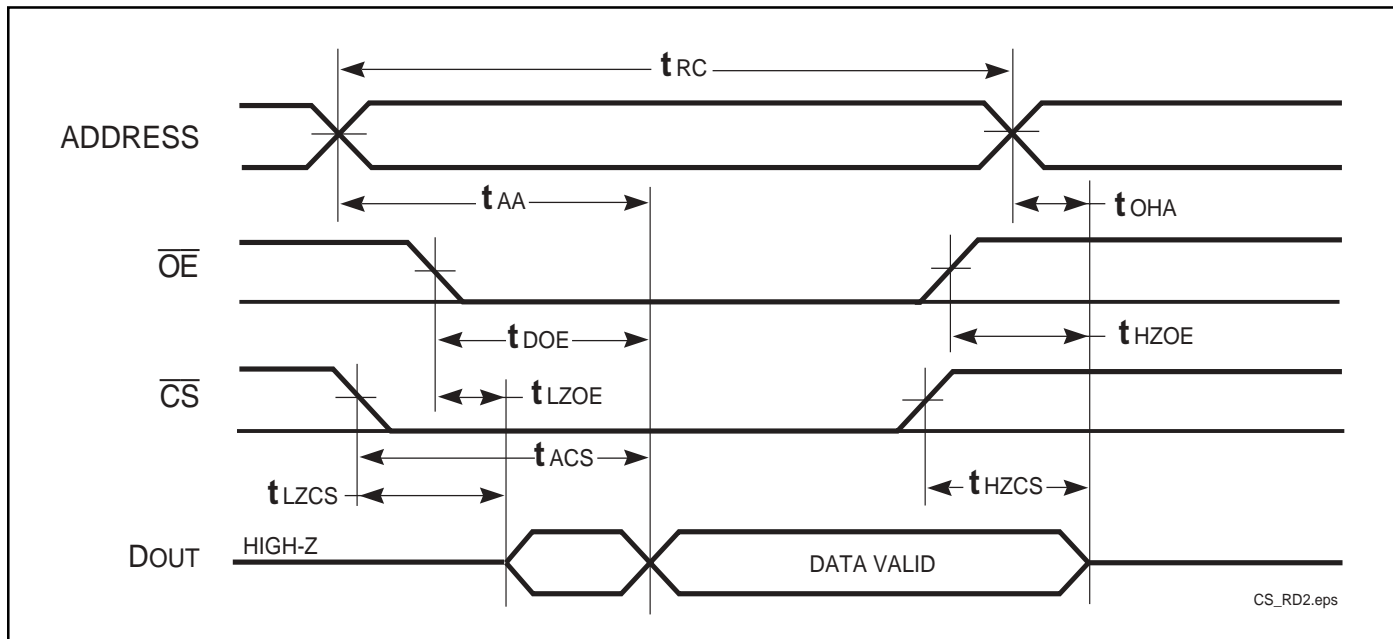 tRC
ADDRESS
tAA
tOHA
OE
tDOE
tHZOE
CS
tLZOE
tACS
tLZCS
tHZCS
DOUT
HIGH-Z
DATA VALID
CS_RD2.eps